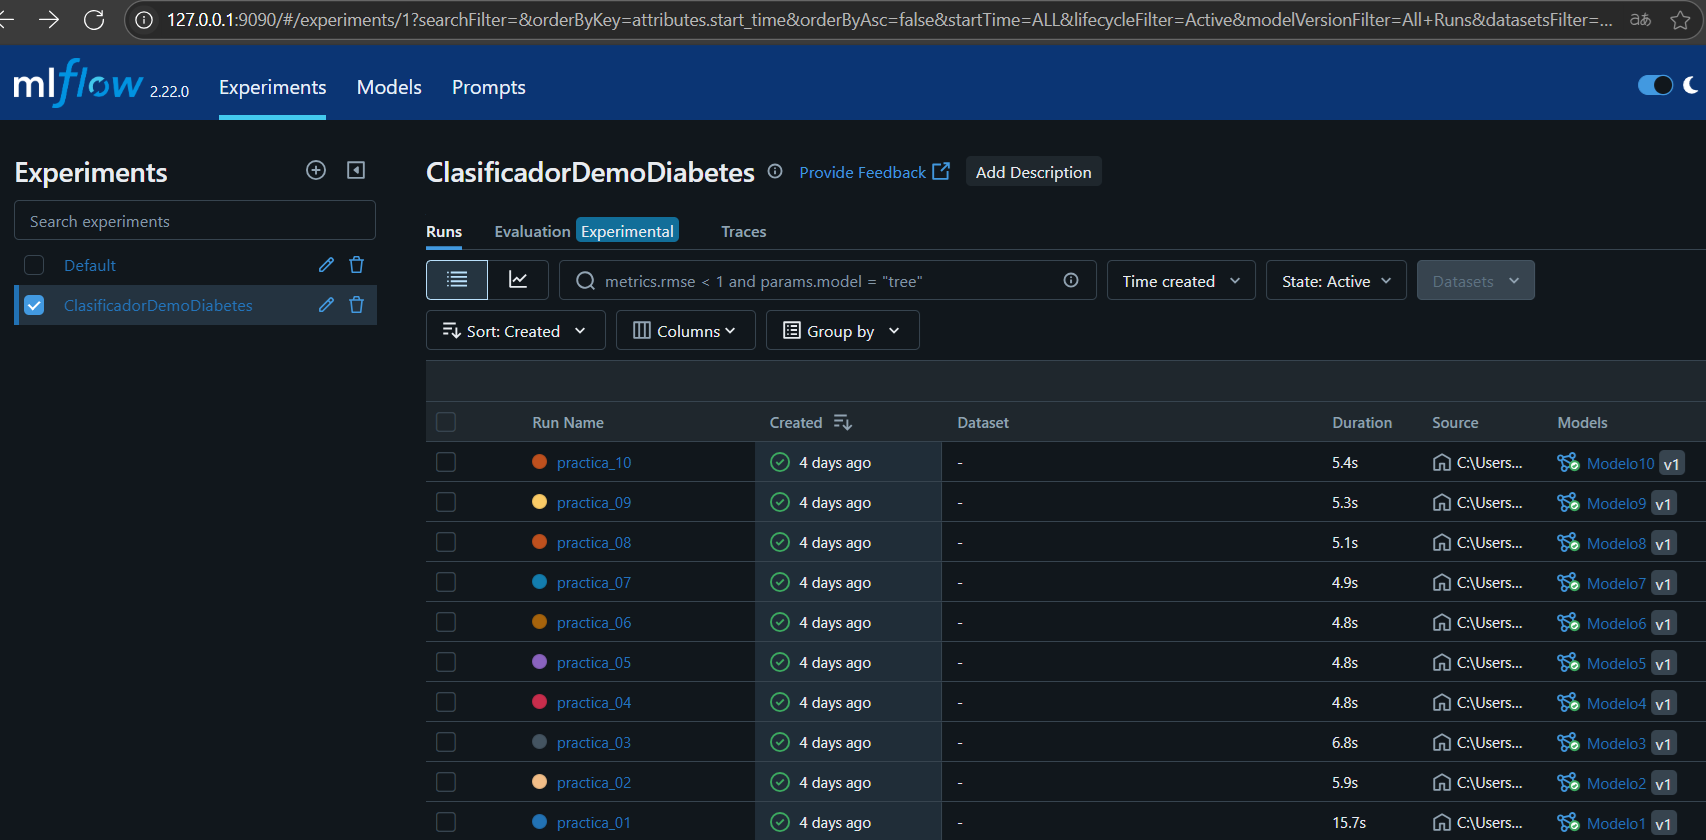 127.0.0.1:9090/#/experiments/1?searchFilter=&orderByKey=attributes.start_time&orderByAsc=false&startTime=ALL&lifecycleFilter=Active&modelVersionFilter=All+Runs&datasetsFilter=... aあ
mlflow 2.22.0 Experiments Models Prompts
Experiments
Search experiments
Default
ClasificadorDemoDiabetes
ClasificadorDemoDiabetes Provide Feedback Add Description
Runs Evaluation Experimental Traces
metrics.rmse < 1 and params.model = "tree" Time created State: Active Datasets
Sort: Created Columns Group by
Run Name Created Dataset Duration Source Models
practica_10 4 days ago - 5.4s C:\Users... Modelo10 v1
practica_09 4 days ago - 5.3s C:\Users... Modelo9 v1
practica_08 4 days ago - 5.1s C:\Users... Modelo8 v1
practica_07 4 days ago - 4.9s C:\Users... Modelo7 v1
practica_06 4 days ago - 4.8s C:\Users... Modelo6 v1
practica_05 4 days ago - 4.8s C:\Users... Modelo5 v1
practica_04 4 days ago - 4.8s C:\Users... Modelo4 v1
practica_03 4 days ago - 6.8s C:\Users... Modelo3 v1
practica_02 4 days ago - 5.9s C:\Users... Modelo2 v1
practica_01 4 days ago - 15.7s C:\Users... Modelo1 v1